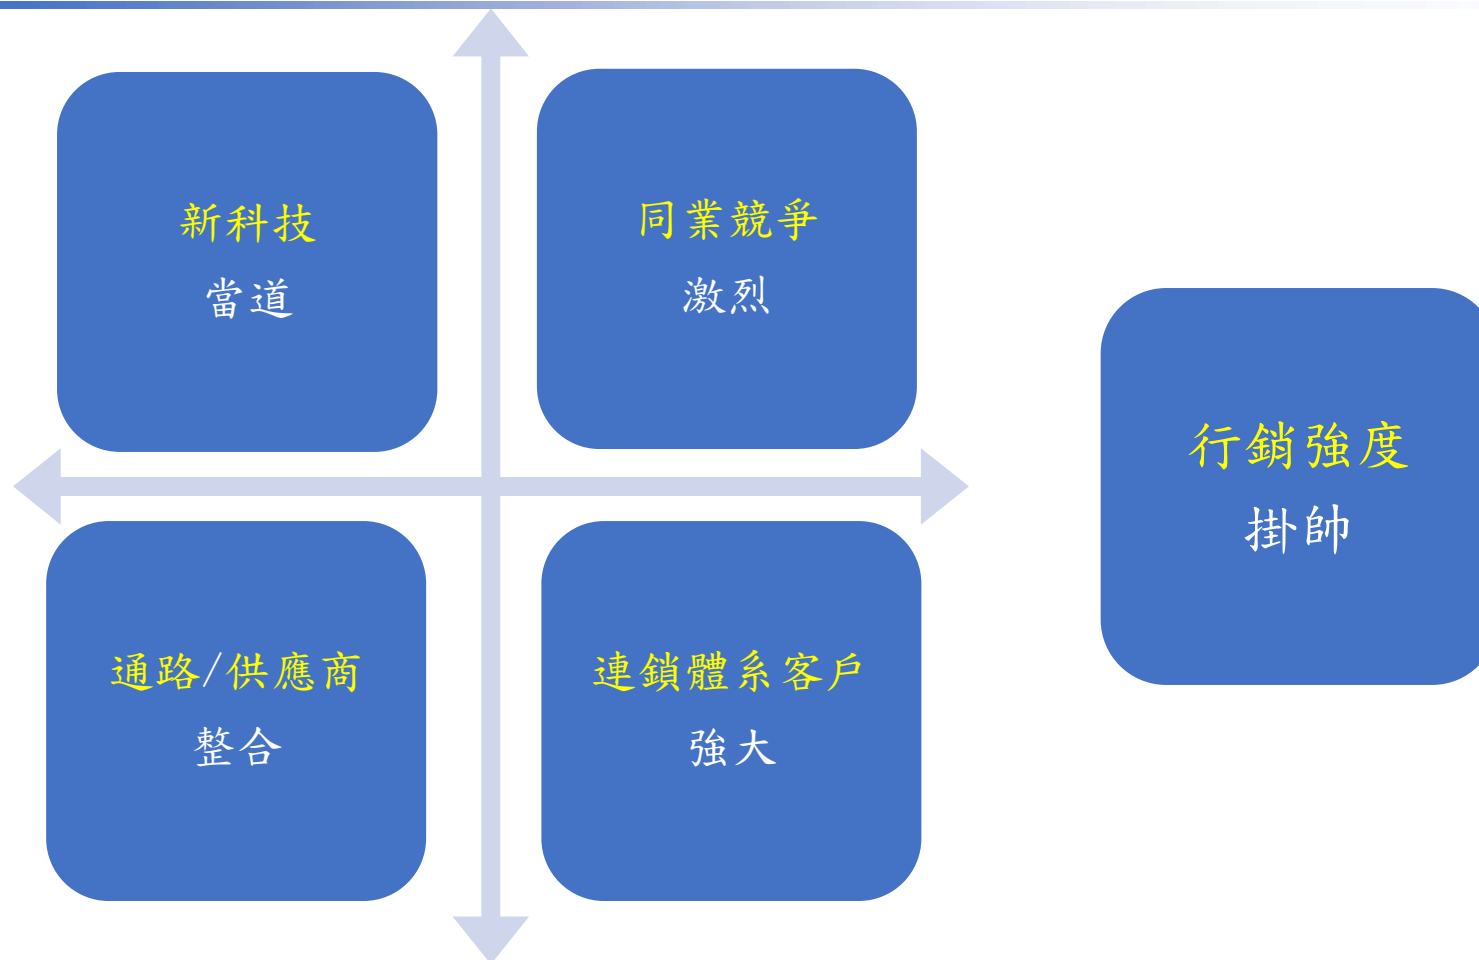 新科技
當道
同業競爭
激烈
通路/供應商
整合
連鎖體系客戶
強大
行銷強度
掛帥